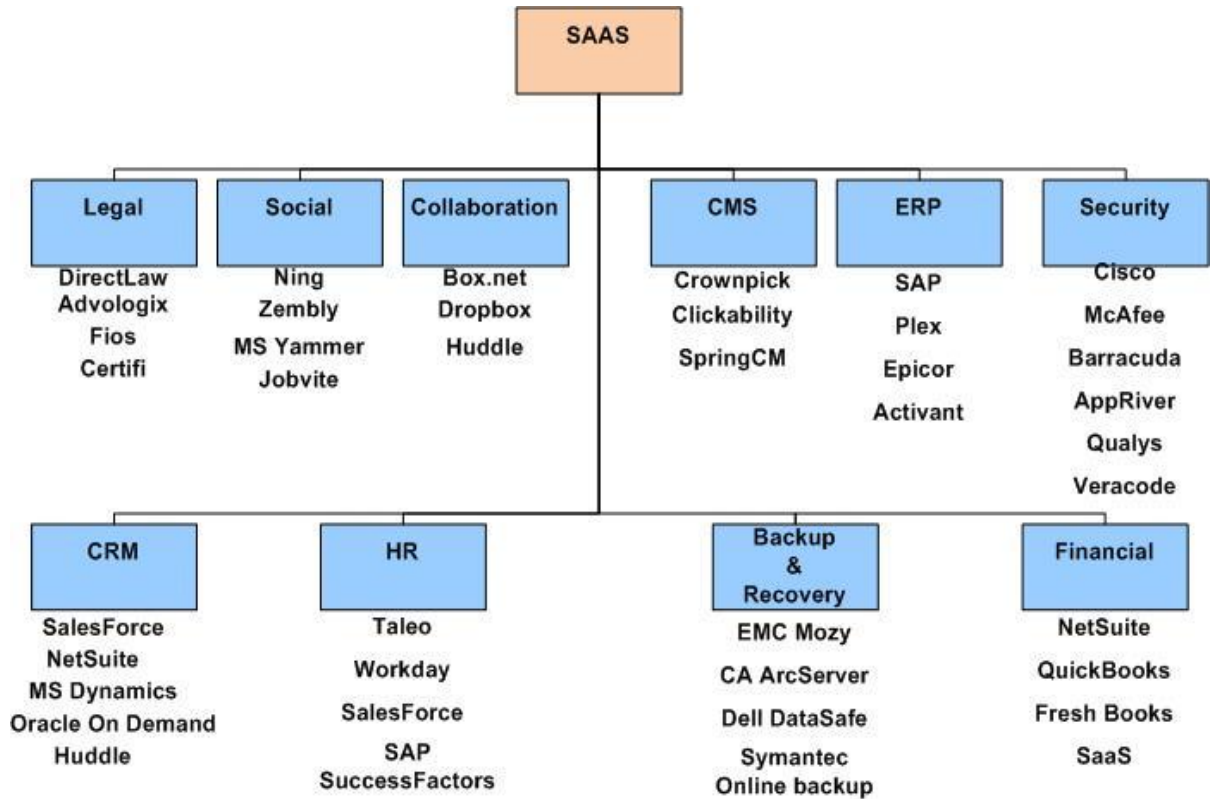 SAAS
Legal
DirectLaw
Advologix
Fios
Certifi
Social
Ning
Zembly
MS Yammer
Jobvite
Collaboration
Box.net
Dropbox
Huddle
CMS
Crownpick
Clickability
SpringCM
ERP
SAP
Plex
Epicor
Activant
Security
Cisco
McAfee
Barracuda
AppRiver
Qualys
Veracode
CRM
SalesForce
NetSuite
MS Dynamics
Oracle On Demand
Huddle
HR
Taleo
Workday
SalesForce
SAP
SuccessFactors
Backup
&
Recovery
EMC Mozy
CA ArcServer
Dell DataSafe
Symantec
Online backup
Financial
NetSuite
QuickBooks
Fresh Books
SaaS